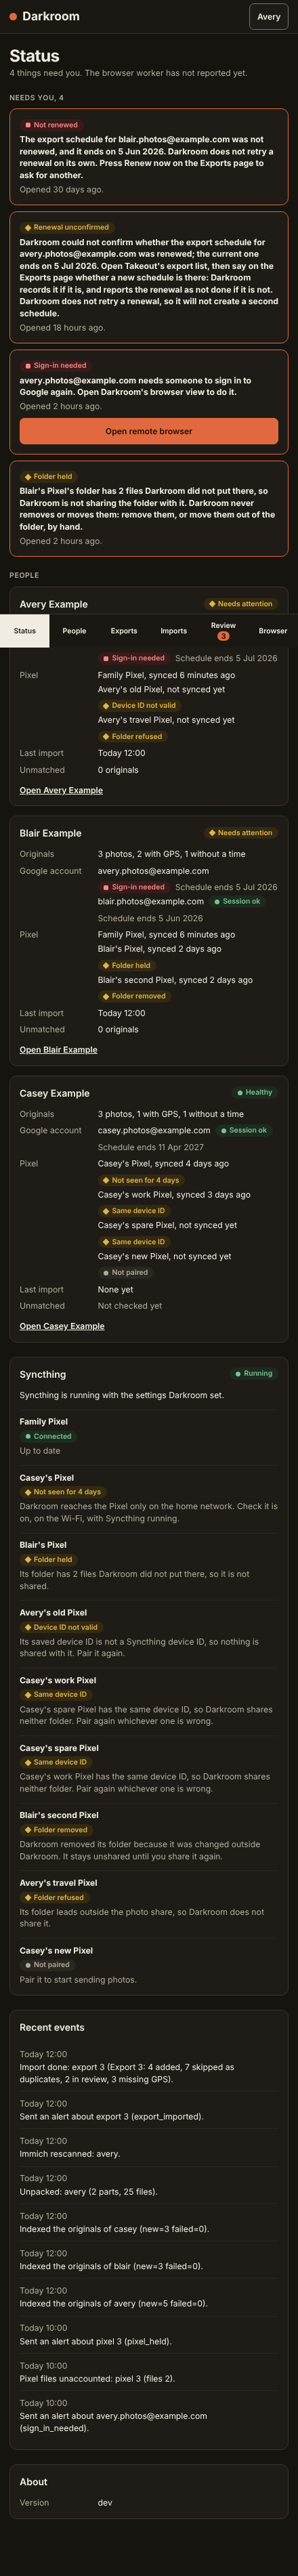 Darkroom
Avery
Status
4 things need you. The browser worker has not reported yet.
NEEDS YOU, 4
Not renewed
The export schedule for blair.photos@example.com was not
renewed, and it ends on 5 Jun 2026. Darkroom does not retry a
renewal on its own. Press Renew now on the Exports page to
ask for another.
Opened 30 days ago.
Renewal unconfirmed
Darkroom could not confirm whether the export schedule for
avery.photos@example.com was renewed; the current one
ends on 5 Jul 2026. Open Takeout's export list, then say on the
Exports page whether a new schedule is there: Darkroom
records it if it is, and reports the renewal as not done if it is not.
Darkroom does not retry a renewal, so it will not create a second
schedule.
Opened 18 hours ago.
Sign-in needed
avery.photos@example.com needs someone to sign in to
Google again. Open Darkroom's browser view to do it.
Opened 2 hours ago.
Open remote browser
Folder held
Blair's Pixel's folder has 2 files Darkroom did not put there, so
Darkroom is not sharing the folder with it. Darkroom never
removes or moves them: remove them, or move them out of the
folder, by hand.
Opened 2 hours ago.
PEOPLE
Avery Example
Needs attention
Status
People
Exports
Imports
Review
3
Browser
Sign-in needed Schedule ends 5 Jul 2026
Pixel Family Pixel, synced 6 minutes ago
Avery's old Pixel, not synced yet
Device ID not valid
Avery's travel Pixel, not synced yet
Folder refused
Last import Today 12:00
Unmatched 0 originals
Open Avery Example
Blair Example
Needs attention
Originals 3 photos, 2 with GPS, 1 without a time
Google account avery.photos@example.com
Sign-in needed Schedule ends 5 Jul 2026
blair.photos@example.com Session ok
Schedule ends 5 Jun 2026
Pixel Family Pixel, synced 6 minutes ago
Blair's Pixel, synced 2 days ago
Folder held
Blair's second Pixel, synced 2 days ago
Folder removed
Last import Today 12:00
Unmatched 0 originals
Open Blair Example
Casey Example
Healthy
Originals 3 photos, 1 with GPS, 1 without a time
Google account casey.photos@example.com Session ok
Schedule ends 11 Apr 2027
Pixel Casey's Pixel, synced 4 days ago
Not seen for 4 days
Casey's work Pixel, synced 3 days ago
Same device ID
Casey's spare Pixel, not synced yet
Same device ID
Casey's new Pixel, not synced yet
Not paired
Last import None yet
Unmatched Not checked yet
Open Casey Example
Syncthing
Running
Syncthing is running with the settings Darkroom set.
Family Pixel
Connected
Up to date
Casey's Pixel
Not seen for 4 days
Darkroom reaches the Pixel only on the home network. Check it is
on, on the Wi-Fi, with Syncthing running.
Blair's Pixel
Folder held
Its folder has 2 files Darkroom did not put there, so it is not
shared.
Avery's old Pixel
Device ID not valid
Its saved device ID is not a Syncthing device ID, so nothing is
shared with it. Pair it again.
Casey's work Pixel
Same device ID
Casey's spare Pixel has the same device ID, so Darkroom shares
neither folder. Pair again whichever one is wrong.
Casey's spare Pixel
Same device ID
Casey's work Pixel has the same device ID, so Darkroom shares
neither folder. Pair again whichever one is wrong.
Blair's second Pixel
Folder removed
Darkroom removed its folder because it was changed outside
Darkroom. It stays unshared until you share it again.
Avery's travel Pixel
Folder refused
Its folder leads outside the photo share, so Darkroom does not
share it.
Casey's new Pixel
Not paired
Pair it to start sending photos.
Recent events
Today 12:00
Import done: export 3 (Export 3: 4 added, 7 skipped as
duplicates, 2 in review, 3 missing GPS).
Today 12:00
Sent an alert about export 3 (export_imported).
Today 12:00
Immich rescanned: avery.
Today 12:00
Unpacked: avery (2 parts, 25 files).
Today 12:00
Indexed the originals of casey (new=3 failed=0).
Today 12:00
Indexed the originals of blair (new=3 failed=0).
Today 12:00
Indexed the originals of avery (new=5 failed=0).
Today 10:00
Sent an alert about pixel 3 (pixel_held).
Today 10:00
Pixel files unaccounted: pixel 3 (files 2).
Today 10:00
Sent an alert about avery.photos@example.com
(sign_in_needed).
About
Version dev